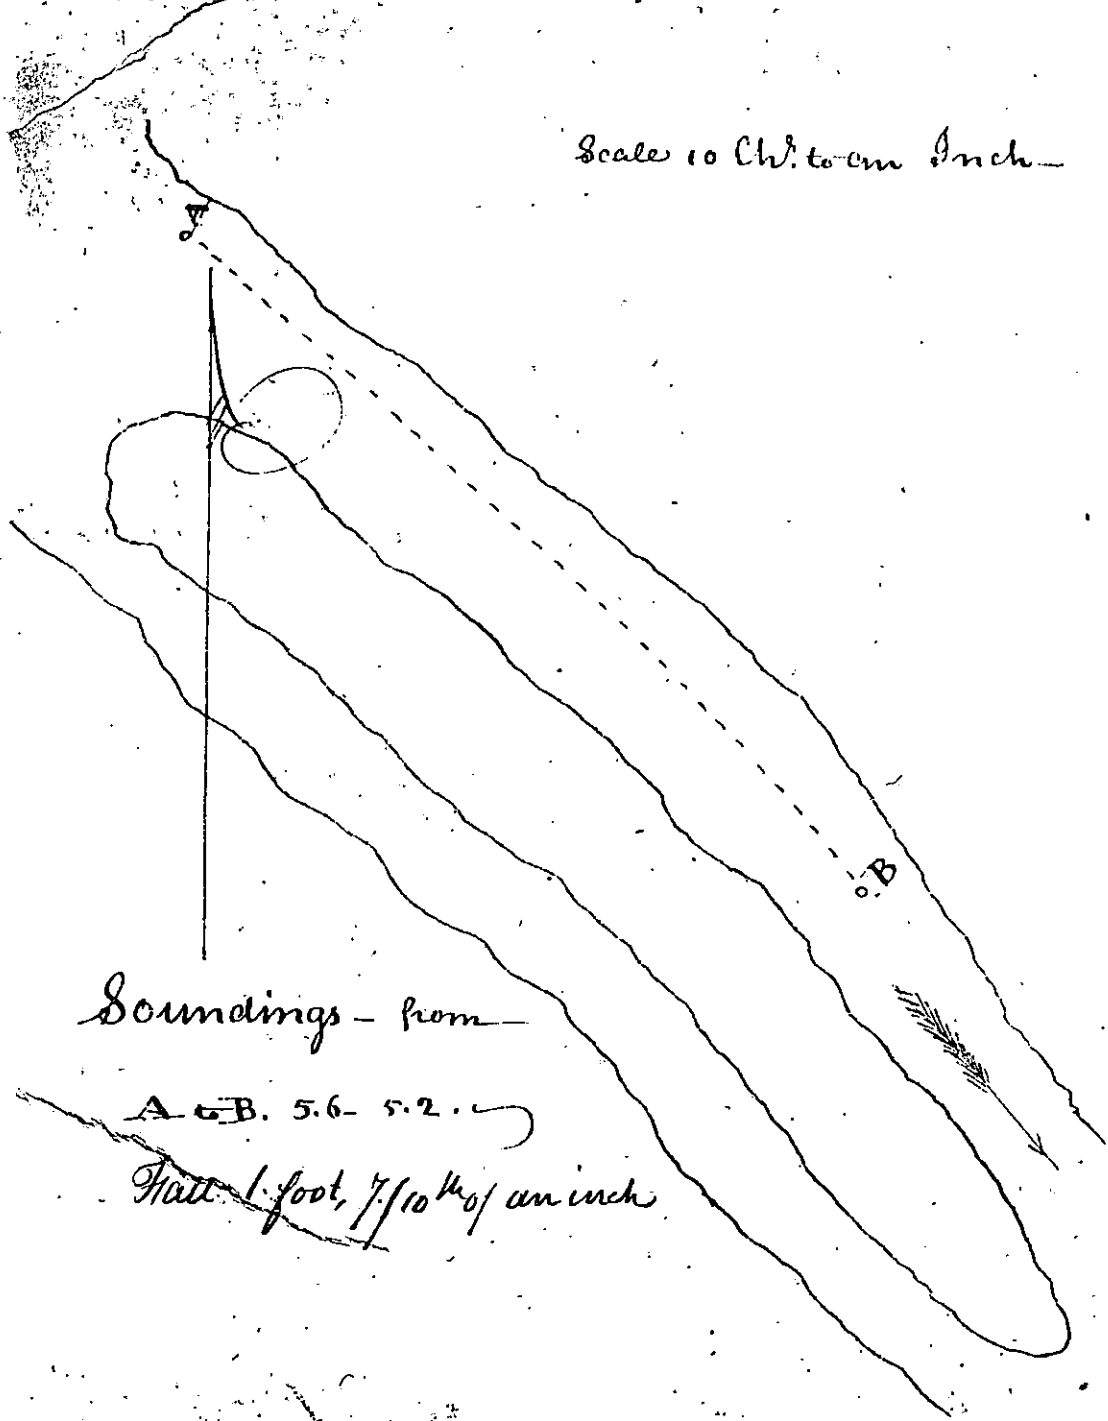 Scale 10 Chs. to an Inch
B
Soundings - from -
A to B. 5.6 - 5.2.
Fall 1 foot, 7/10ths of an inch